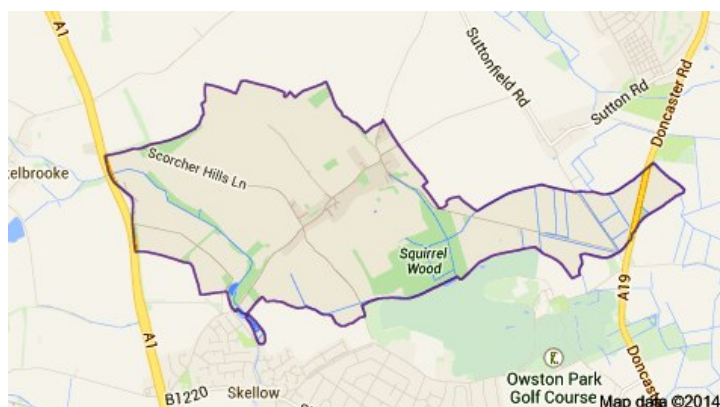 A1
Suttonfield Rd
Sutton Rd
Doncaster Rd
Scorcher Hills Ln
elbrooke
Squirrel
Wood
A19
A1
B1220
Skellow
Owston Park
Golf Course
Map data ©2014